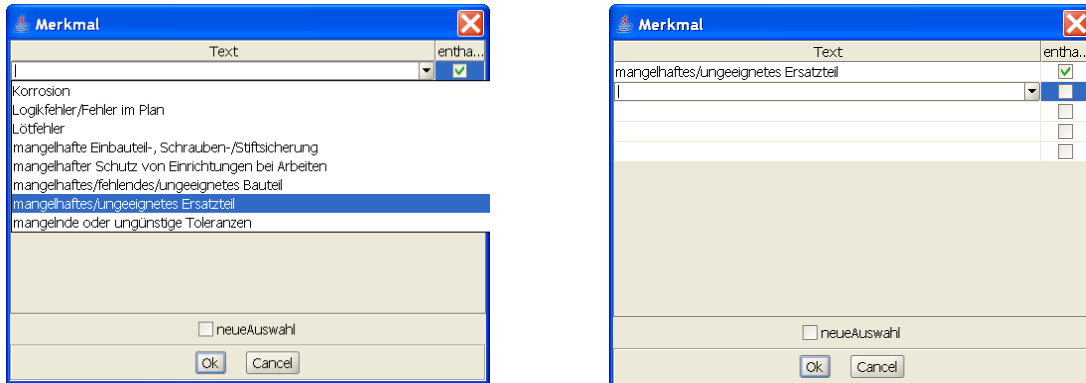 Merkmal
Text entha...
Korrosion
Logikfehler/Fehler im Plan
Lötfehler
mangelhafte Einbauteil-, Schrauben-/Stiftsicherung
mangelhafter Schutz von Einrichtungen bei Arbeiten
mangelhaftes/fehlendes/ungeeignetes Bauteil
mangelhaftes/ungeeignetes Ersatzteil
mangelnde oder ungünstige Toleranzen
neueAuswahl
Ok Cancel
Merkmal
Text entha...
mangelhaftes/ungeeignetes Ersatzteil
neueAuswahl
Ok Cancel